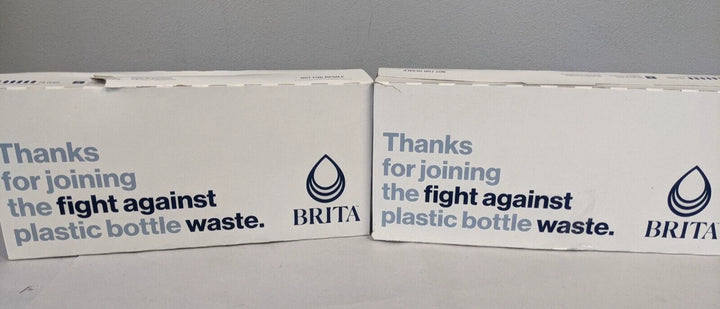 Thanks
for joining
the fight against
plastic bottle waste.
BRITA
Thanks
for joining
the fight against
plastic bottle waste.
BRITA